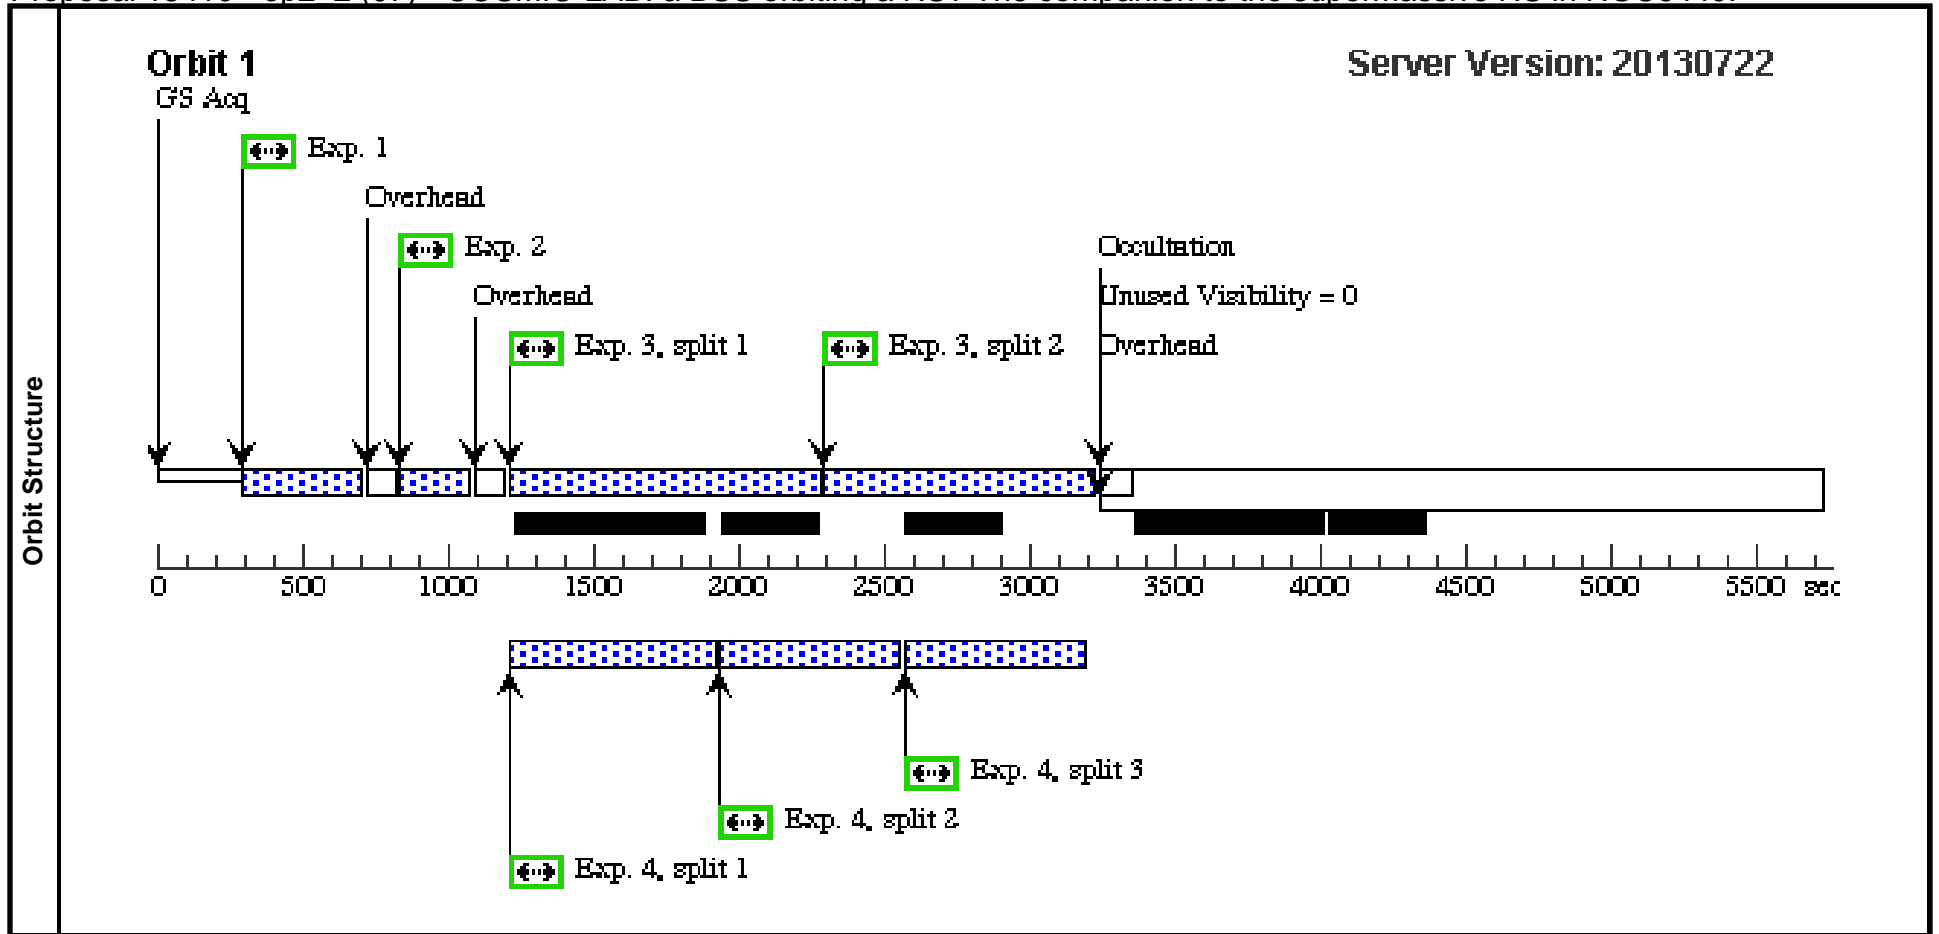 Orbit 1
Server Version: 20130722
GS Acq
Exp. 1
Overhead
Exp. 2
Occultation
Overhead
Unused Visibility = 0
Exp. 3, split 1
Exp. 3, split 2
Overhead
Orbit Structure
0 500 1000 1500 2000 2500 3000 3500 4000 4500 5000 5500 sec
Exp. 4, split 3
Exp. 4, split 2
Exp. 4, split 1